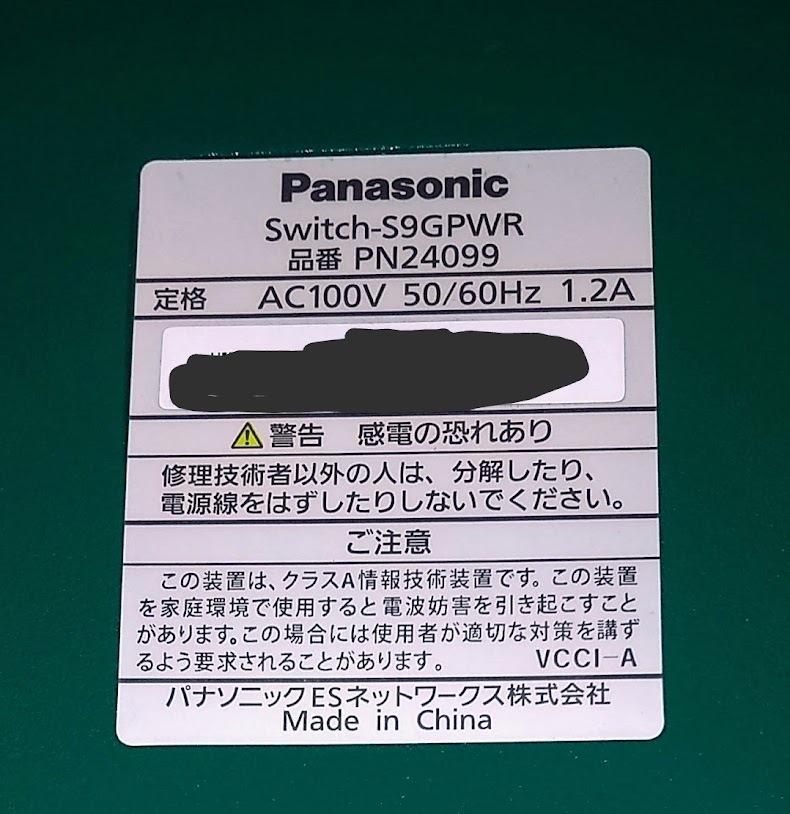 Panasonic
Switch-S9GPWR
品番 PN24099
定格 AC100V 50/60Hz 1.2A
警告 感電の恐れあり
修理技術者以外の人は、分解したり、
電源線をはずしたりしないでください。
ご注意
この装置は、クラスA情報技術装置です。この装置
を家庭環境で使用すると電波妨害を引き起こすこと
があります。この場合には使用者が適切な対策を講ず
るよう要求されることがあります。 VCCI-A
パナソニックESネットワークス株式会社
Made in China